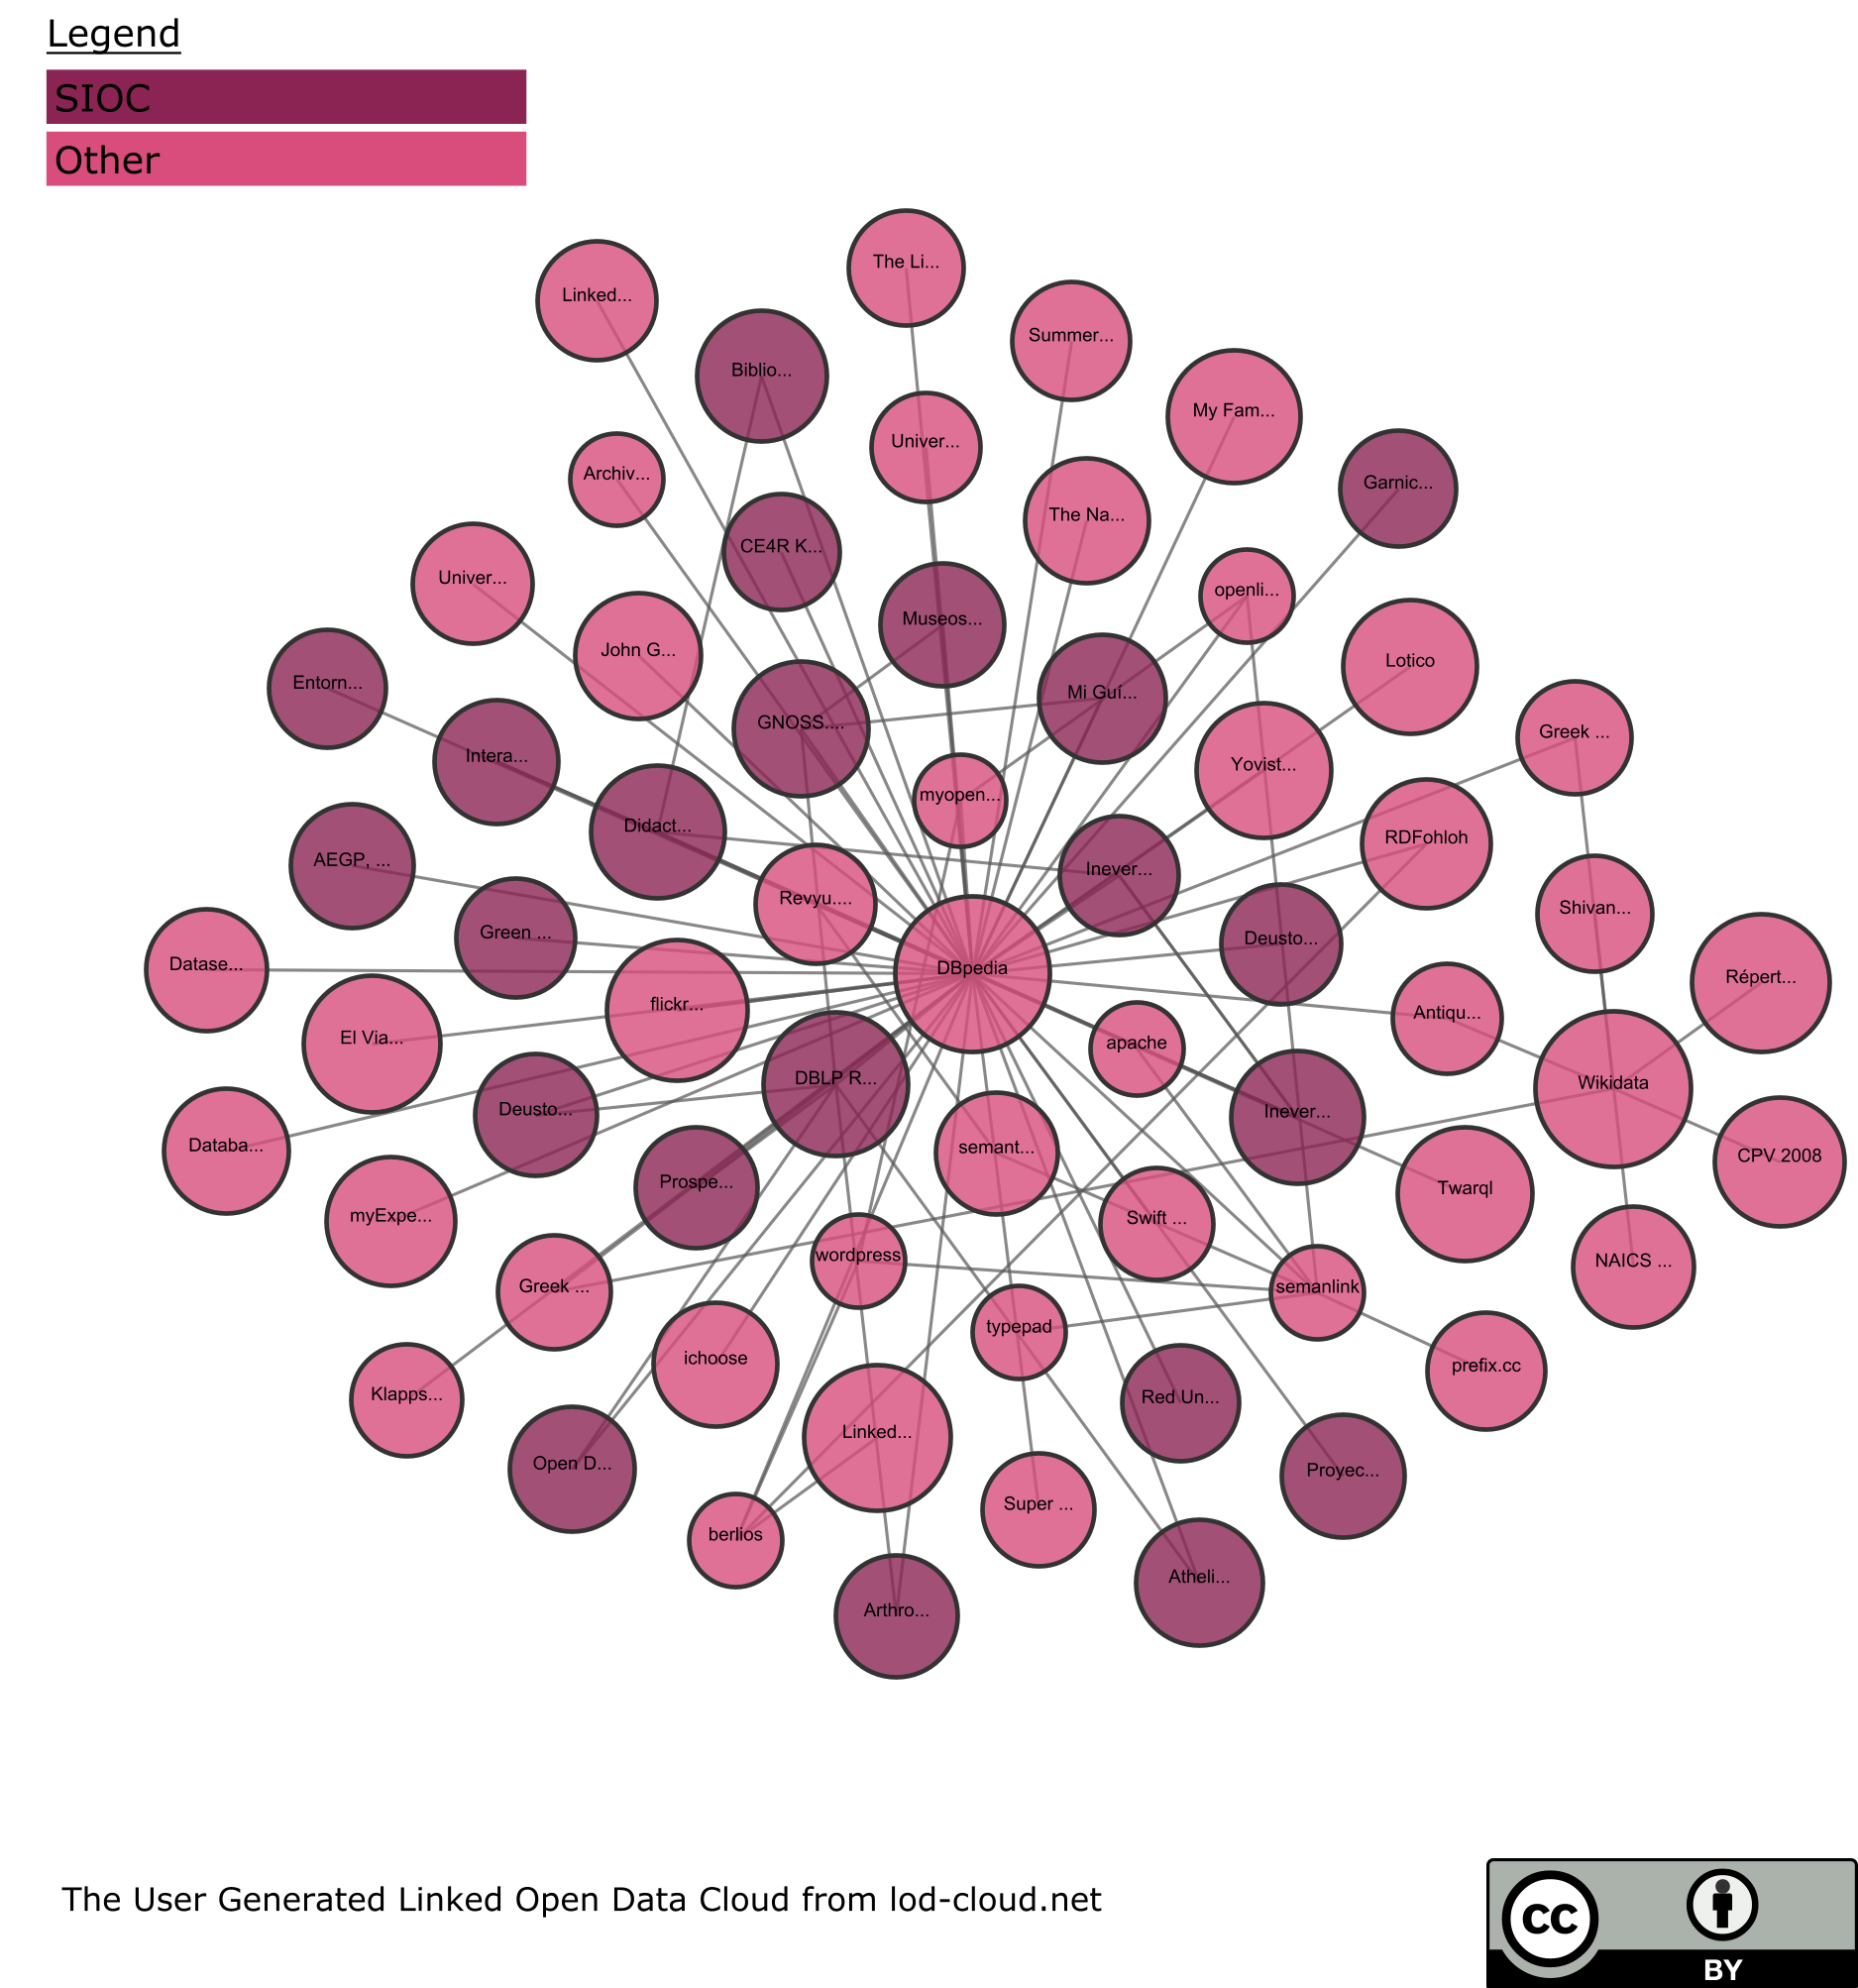 Legend
SIOC
Other
The Li...
Linked...
Summer...
Biblio...
My Fam...
Univer...
Archiv...
Garnic...
The Na...
CE4R K...
Univer...
openli...
Museos...
John G...
Lotico
Entorn...
Mi Guí...
GNOSS....
Greek ...
Intera...
Yovist...
myopen...
Didact...
RDFohloh
AEGP, ...
Inever...
Revyu....
Shivan...
Green ...
Deusto...
Datase...
DBpedia
Répert...
flickr...
Antiqu...
El Via...
apache
DBLP R...
Wikidata
Deusto...
Inever...
Databa...
semant...
CPV 2008
Prospe...
Twarql
myExpe...
Swift ...
wordpress
NAICS ...
Greek ...
semanlink
typepad
ichoose
prefix.cc
Klapps...
Red Un...
Linked...
Open D...
Proyec...
Super ...
berlios
Atheli...
Arthro...
The User Generated Linked Open Data Cloud from lod-cloud.net
cc
BY